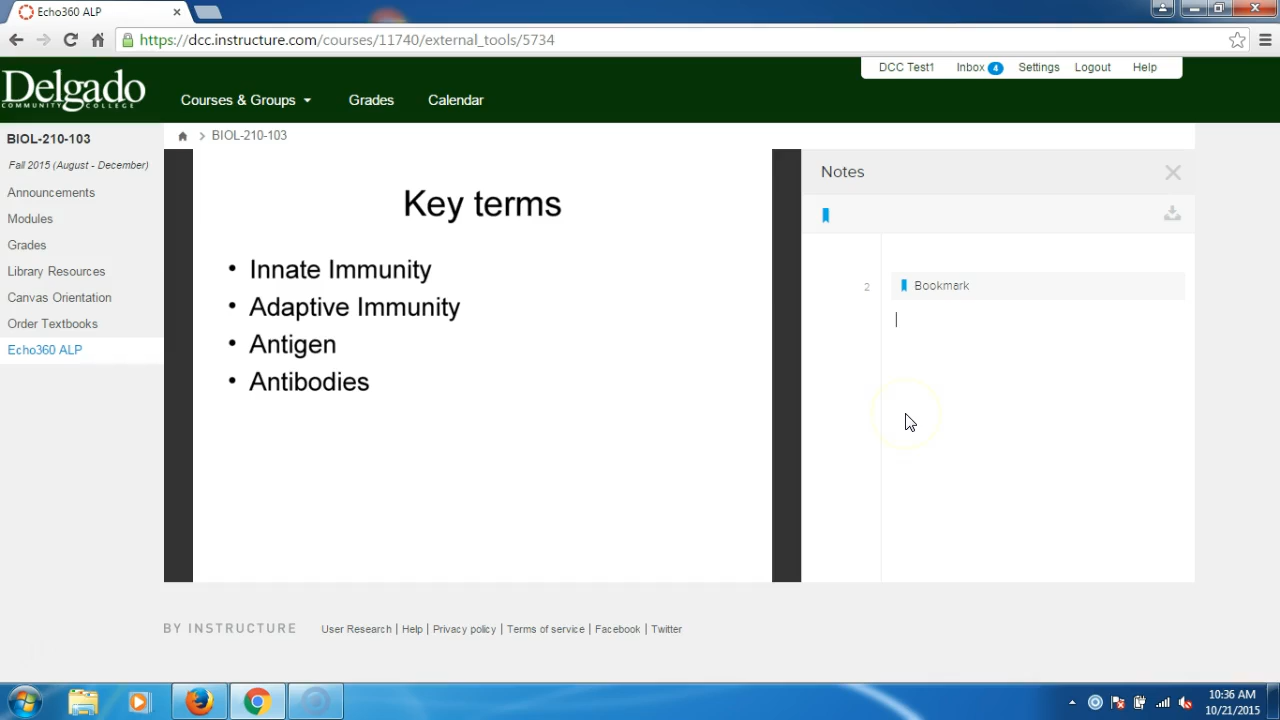 Echo360 ALP
https://dcc.instructure.com/courses/11740/external_tools/5734
Delgado
COMMUNITY COLLEGE
DCC Test1
Inbox 4
Settings
Logout
Help
Courses & Groups
Grades
Calendar
BIOL-210-103
Fall 2015 (August - December)
Announcements
Modules
Grades
Library Resources
Canvas Orientation
Order Textbooks
Echo360 ALP
BIOL-210-103
Key terms
• Innate Immunity
• Adaptive Immunity
• Antigen
• Antibodies
Notes
2
Bookmark
BY INSTRUCTURE
User Research | Help | Privacy policy | Terms of service | Facebook | Twitter
10:36 AM
10/21/2015